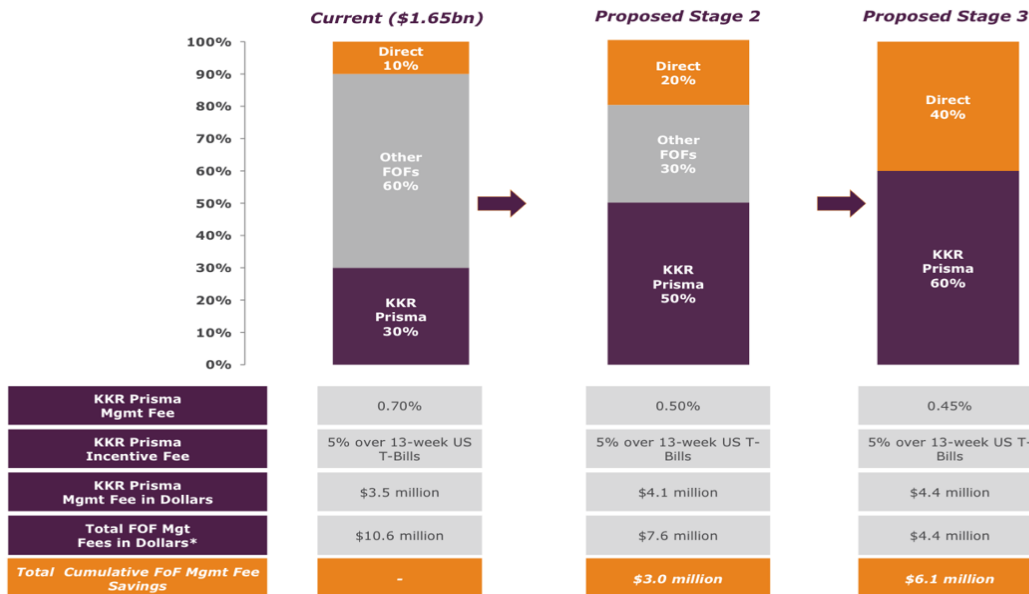 Current ($1.65bn)
Proposed Stage 2
Proposed Stage 3
100%
90%
80%
70%
60%
50%
40%
30%
20%
10%
0%
Direct
10%
Other
FOFs
60%
KKR
Prisma
30%
Direct
20%
Other
FOFs
30%
KKR
Prisma
50%
Direct
40%
KKR
Prisma
60%
KKR Prisma
Mgmt Fee
0.70%
0.50%
0.45%
KKR Prisma
Incentive Fee
5% over 13-week US
T-Bills
5% over 13-week US T-
Bills
5% over 13-week US T-
Bills
KKR Prisma
Mgmt Fee in Dollars
$3.5 million
$4.1 million
$4.4 million
Total FOF Mgt
Fees in Dollars*
$10.6 million
$7.6 million
$4.4 million
Total Cumulative FoF Mgmt Fee
Savings
-
$3.0 million
$6.1 million